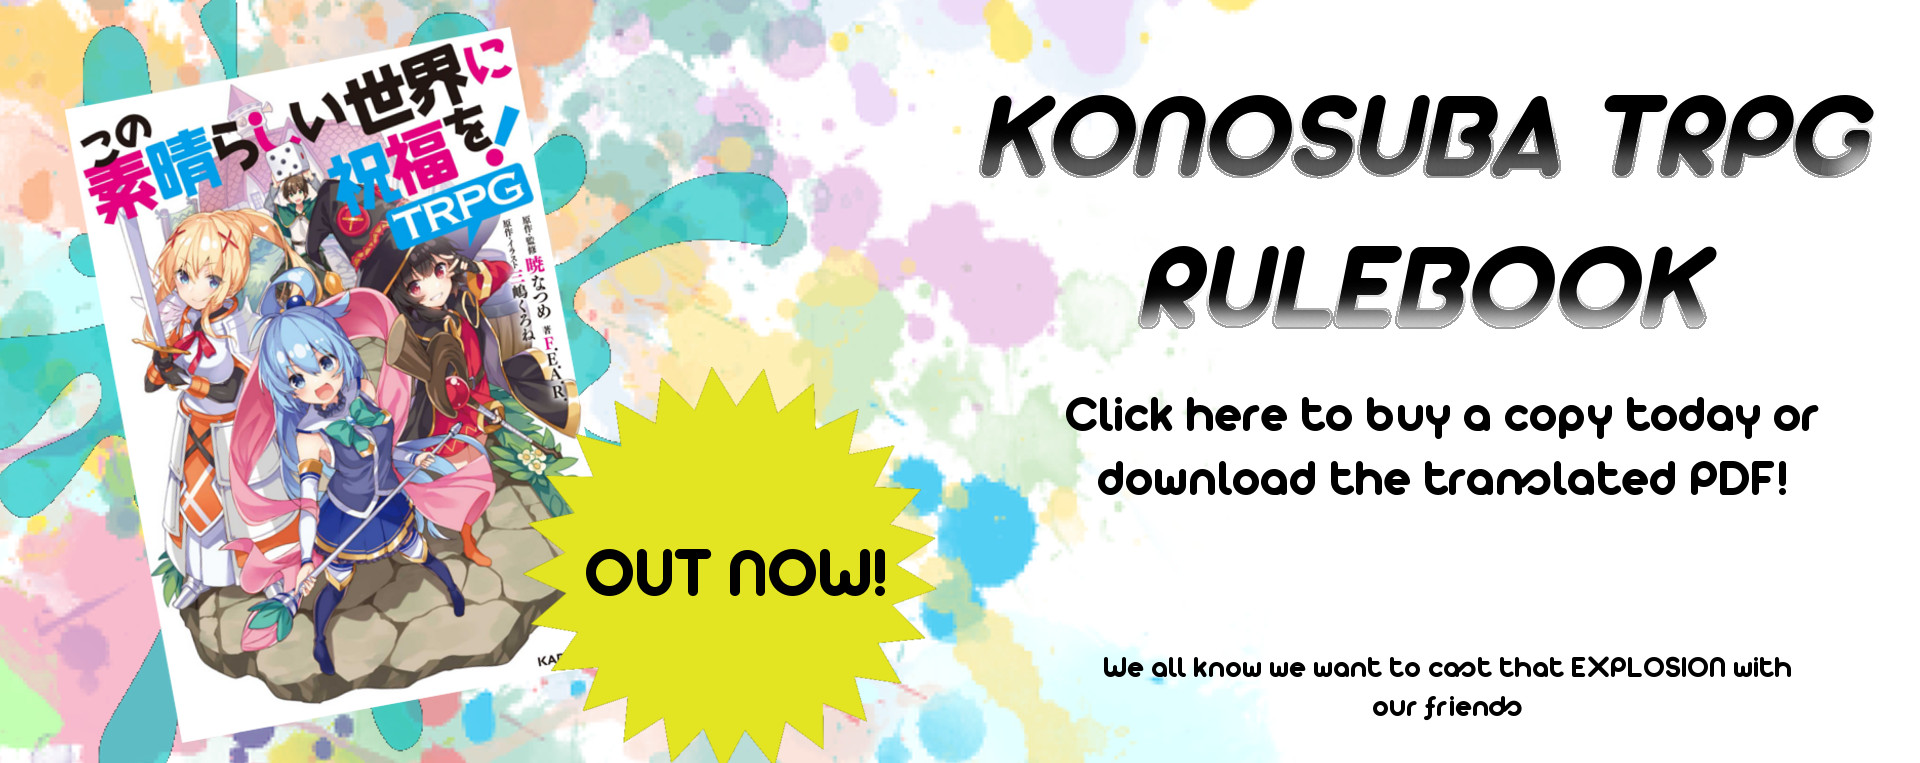 この
素晴らしい世界に
祝福を!
TRPG
原作・監修 暁なつめ
原作イラスト 三嶋くろね
著 F.E.A.R.
KONOSUBA TRPG
RULEBOOK
Click here to buy a copy today or
download the translated PDF!
OUT NOW!
We all know we want to cast that EXPLOSION with
our friends